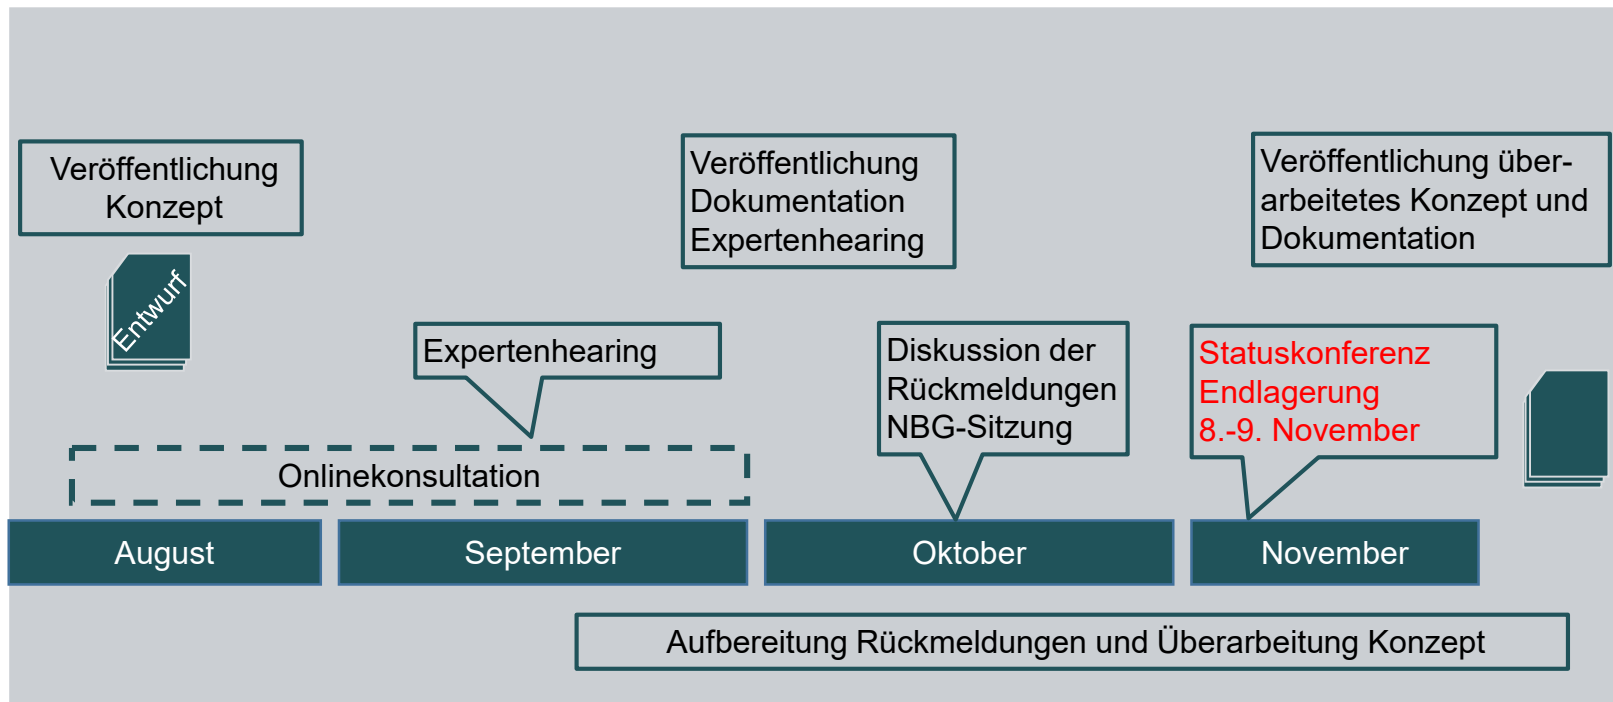 Veröffentlichung
Konzept
Entwurf
Veröffentlichung
Dokumentation
Expertenhearing
Veröffentlichung über-
arbeitetes Konzept und
Dokumentation
Expertenhearing
Diskussion der
Rückmeldungen
NBG-Sitzung
Statuskonferenz
Endlagerung
8.-9. November
Onlinekonsultation
August
September
Oktober
November
Aufbereitung Rückmeldungen und Überarbeitung Konzept